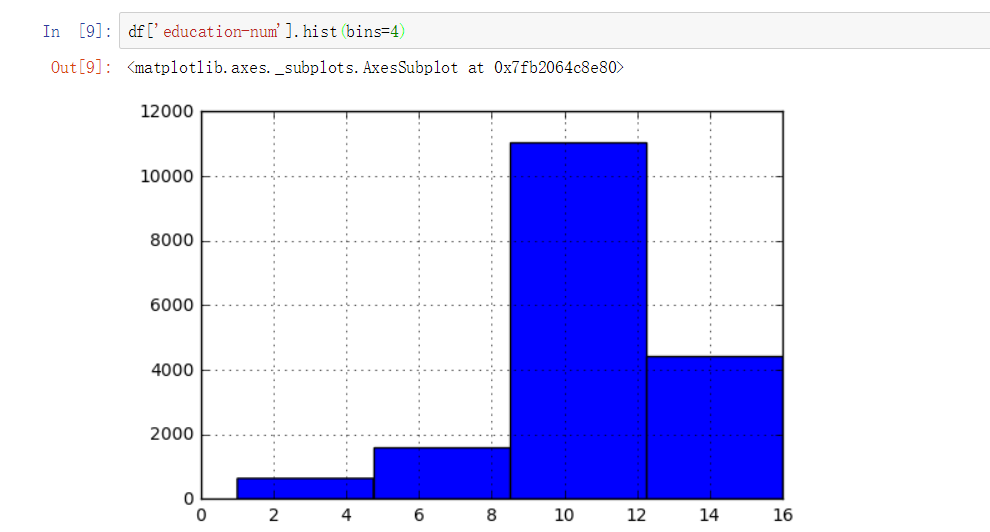 In [9]: df['education-num'].hist(bins=4)
Out[9]: <matplotlib.axes._subplots.AxesSubplot at 0x7fb2064c8e80>
12000
10000
8000
6000
4000
2000
0
0 2 4 6 8 10 12 14 16